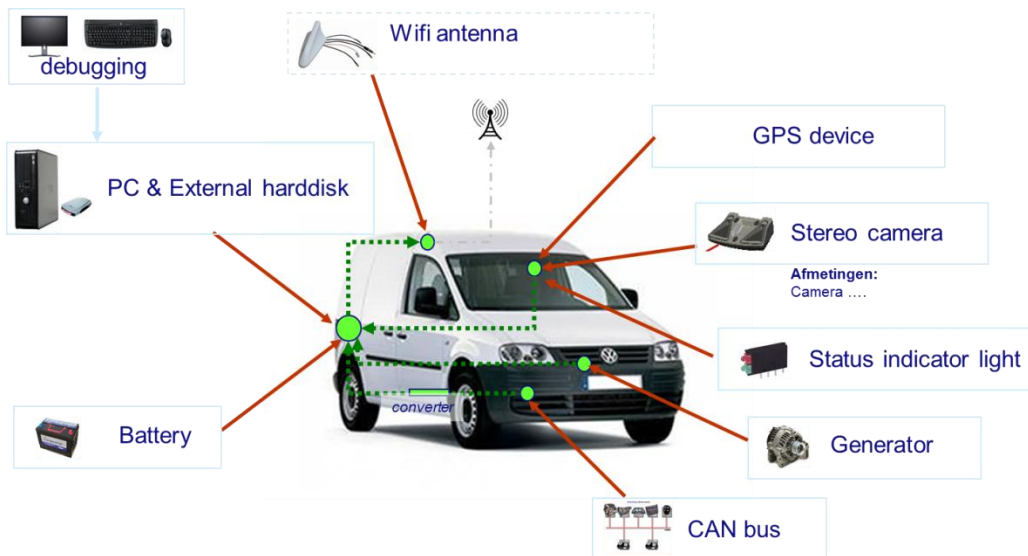 Wifi antenna
debugging
GPS device
PC & External harddisk
Stereo camera
Afmetingen:
Camera ....
Status indicator light
converter
Battery
Generator
CAN bus